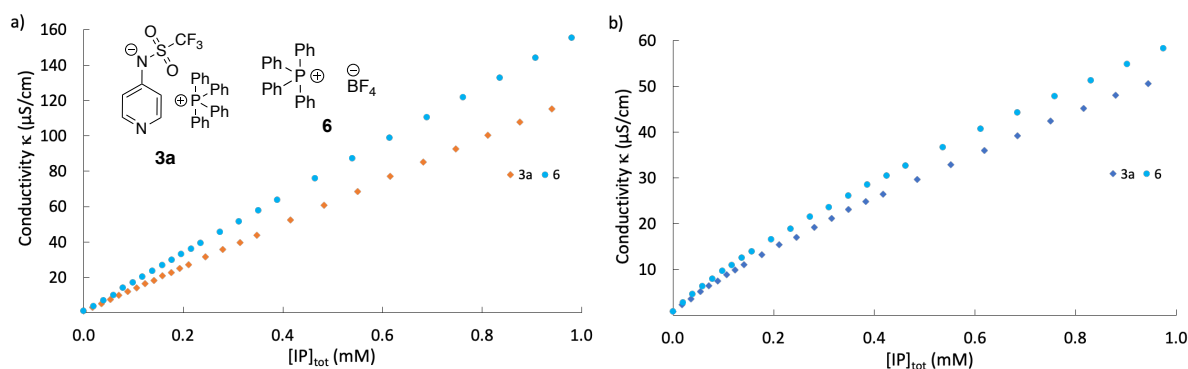 a)
160
140
120
100
80
60
40
20
0.0 0.2 0.4 0.6 0.8 1.0
Conductivity κ (μS/cm)
[IP]tot (mM)
O
⊖ S CF3
N O
N
Ph
⊕ P Ph
Ph
Ph
3a
Ph
Ph Ph
P ⊕
Ph
⊖
BF4
6
3a 6
b)
60
50
40
30
20
10
0.0 0.2 0.4 0.6 0.8 1.0
Conductivity κ (μS/cm)
[IP]tot (mM)
3a 6